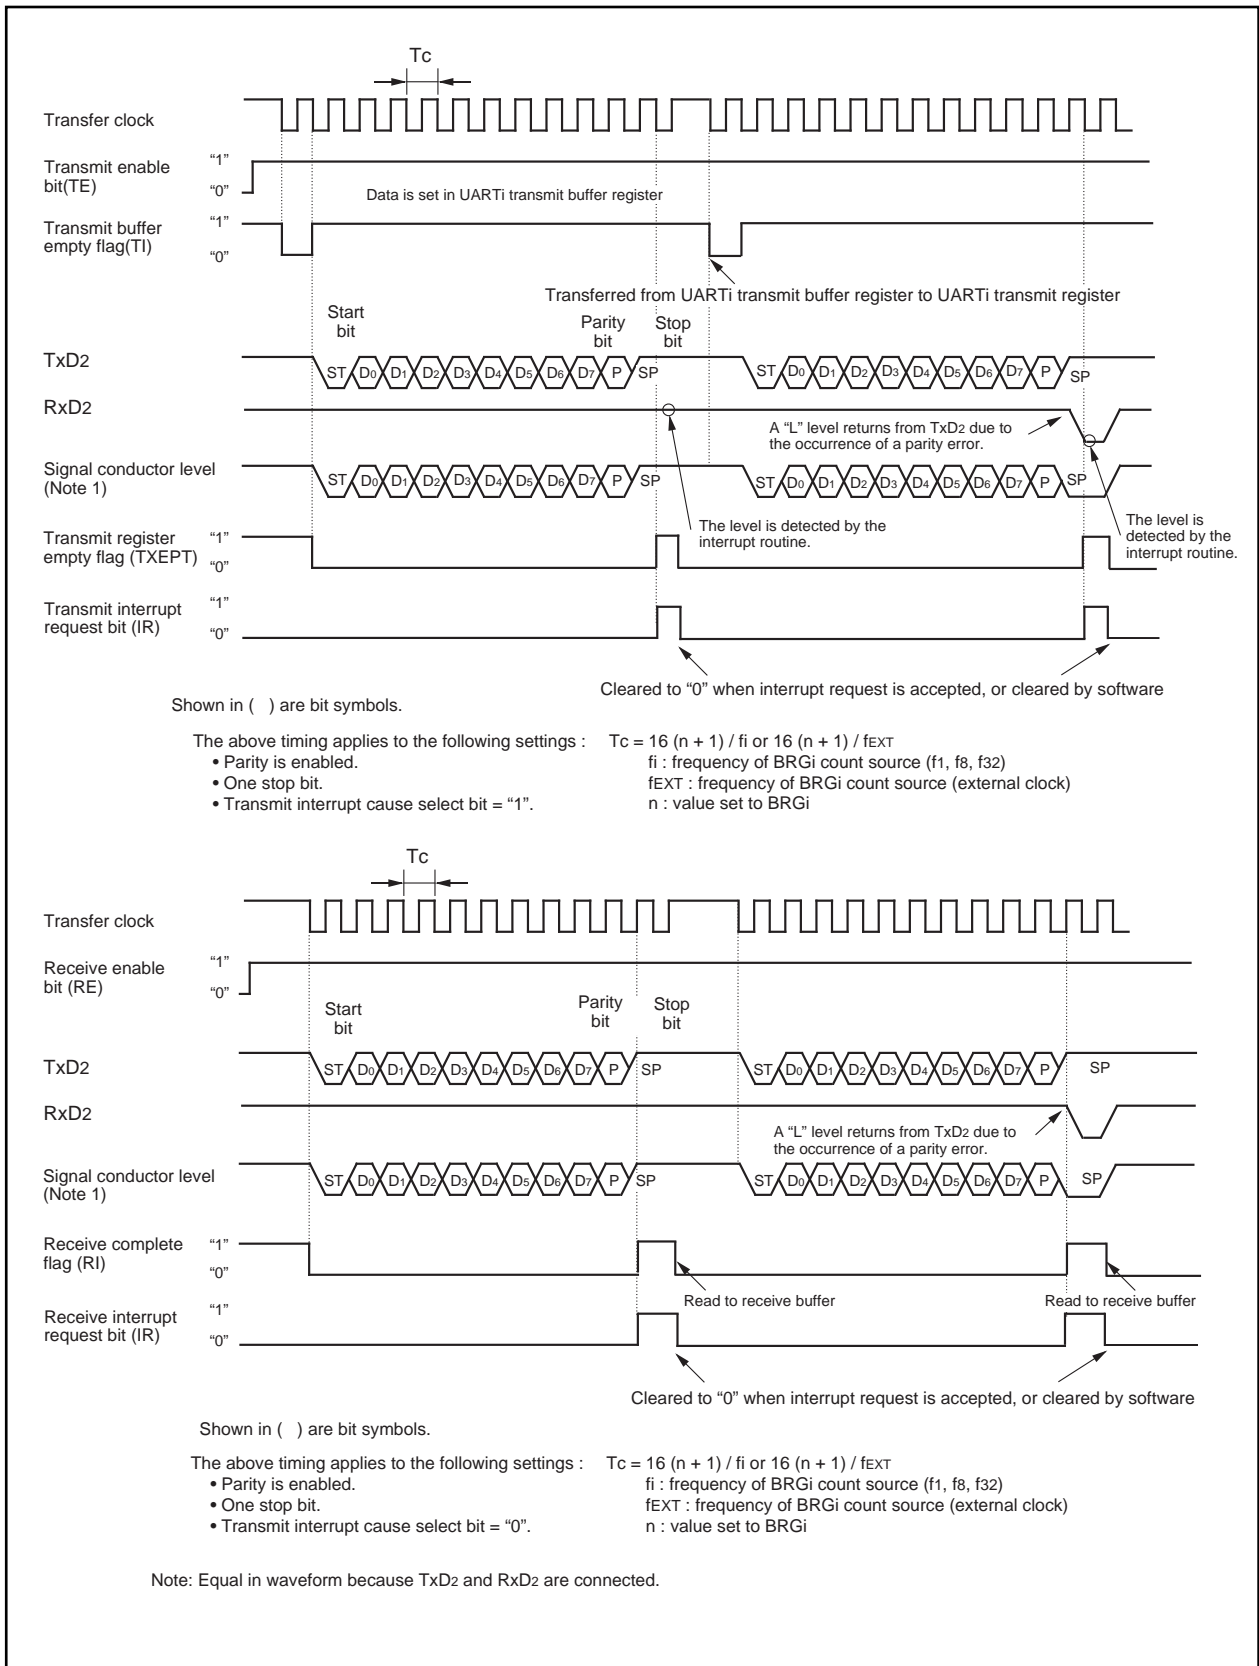 Tc
Transfer clock
Transmit enable
bit(TE)
“1”
“0”
Data is set in UARTi transmit buffer register
Transmit buffer
empty flag(TI)
“1”
“0”
Transferred from UARTi transmit buffer register to UARTi transmit register
Start
bit
Parity
bit
Stop
bit
TxD2
ST D0 D1 D2 D3 D4 D5 D6 D7 P SP
ST D0 D1 D2 D3 D4 D5 D6 D7 P SP
RxD2
A “L” level returns from TxD2 due to
the occurrence of a parity error.
Signal conductor level
(Note 1)
ST D0 D1 D2 D3 D4 D5 D6 D7 P SP
ST D0 D1 D2 D3 D4 D5 D6 D7 P SP
The level is detected by the
interrupt routine.
The level is
detected by the
interrupt routine.
Transmit register
empty flag (TXEPT)
“1”
“0”
Transmit interrupt
request bit (IR)
“1”
“0”
Cleared to “0” when interrupt request is accepted, or cleared by software
Shown in ( ) are bit symbols.
The above timing applies to the following settings :
• Parity is enabled.
• One stop bit.
• Transmit interrupt cause select bit = “1”.
Tc = 16 (n + 1) / fi or 16 (n + 1) / fEXT
fi : frequency of BRGi count source (f1, f8, f32)
fEXT : frequency of BRGi count source (external clock)
n : value set to BRGi
Tc
Transfer clock
Receive enable
bit (RE)
“1”
“0”
Start
bit
Parity
bit
Stop
bit
TxD2
ST D0 D1 D2 D3 D4 D5 D6 D7 P SP
ST D0 D1 D2 D3 D4 D5 D6 D7 P SP
RxD2
A “L” level returns from TxD2 due to
the occurrence of a parity error.
Signal conductor level
(Note 1)
ST D0 D1 D2 D3 D4 D5 D6 D7 P SP
ST D0 D1 D2 D3 D4 D5 D6 D7 P SP
Receive complete
flag (RI)
“1”
“0”
Read to receive buffer
Read to receive buffer
Receive interrupt
request bit (IR)
“1”
“0”
Cleared to “0” when interrupt request is accepted, or cleared by software
Shown in ( ) are bit symbols.
The above timing applies to the following settings :
• Parity is enabled.
• One stop bit.
• Transmit interrupt cause select bit = “0”.
Tc = 16 (n + 1) / fi or 16 (n + 1) / fEXT
fi : frequency of BRGi count source (f1, f8, f32)
fEXT : frequency of BRGi count source (external clock)
n : value set to BRGi
Note: Equal in waveform because TxD2 and RxD2 are connected.